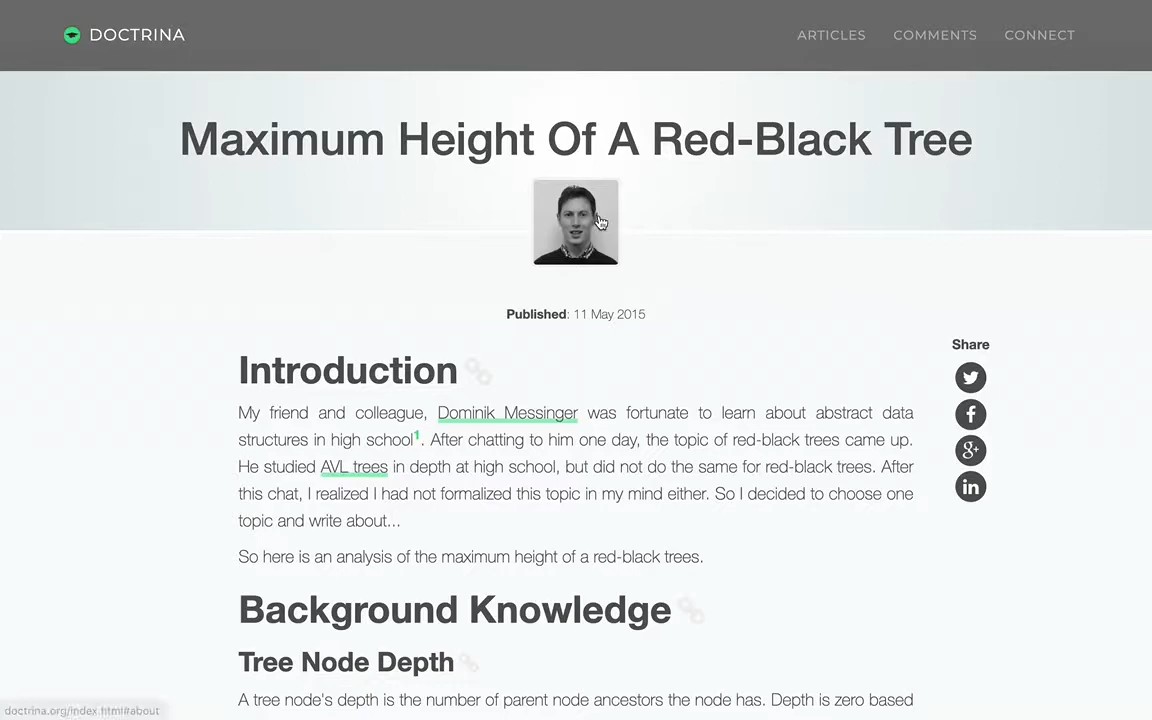 DOCTRINA
ARTICLES COMMENTS CONNECT
Maximum Height Of A Red-Black Tree
Published: 11 May 2015
Share
Introduction
My friend and colleague, Dominik Messinger was fortunate to learn about abstract data
structures in high school1. After chatting to him one day, the topic of red-black trees came up.
He studied AVL trees in depth at high school, but did not do the same for red-black trees. After
this chat, I realized I had not formalized this topic in my mind either. So I decided to choose one
topic and write about...
So here is an analysis of the maximum height of a red-black trees.
Background Knowledge
Tree Node Depth
A tree node's depth is the number of parent node ancestors the node has. Depth is zero based
doctrina.org/index.html#about